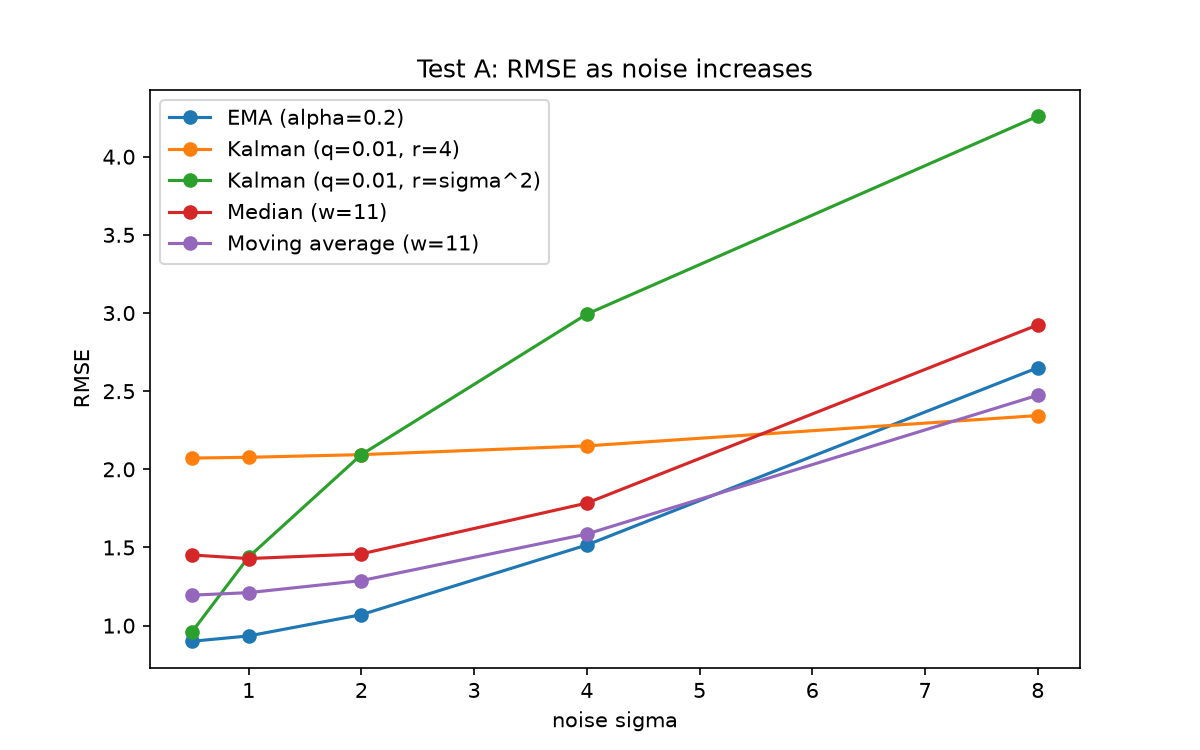 Test A: RMSE as noise increases
EMA (alpha=0.2)
Kalman (q=0.01, r=4)
Kalman (q=0.01, r=sigma^2)
Median (w=11)
Moving average (w=11)
4.0
3.5
3.0
2.5
2.0
1.5
1.0
RMSE
1 2 3 4 5 6 7 8
noise sigma